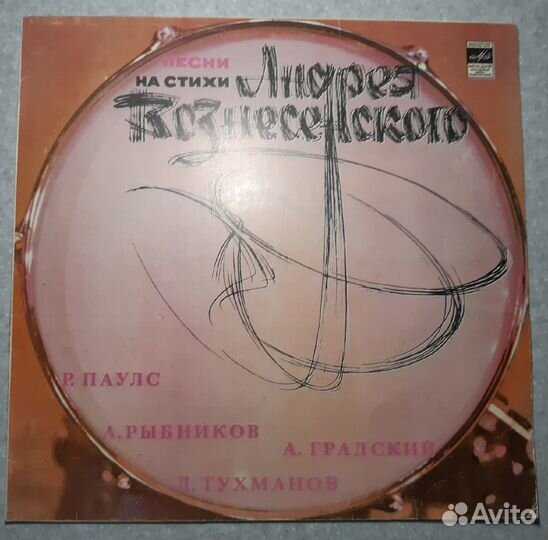 ПЕСНИ
НА СТИХИ Андрея
Вознесенского
Р. ПАУЛС
А. РЫБНИКОВ
А. ГРАДСКИЙ
Д. ТУХМАНОВ
Avito